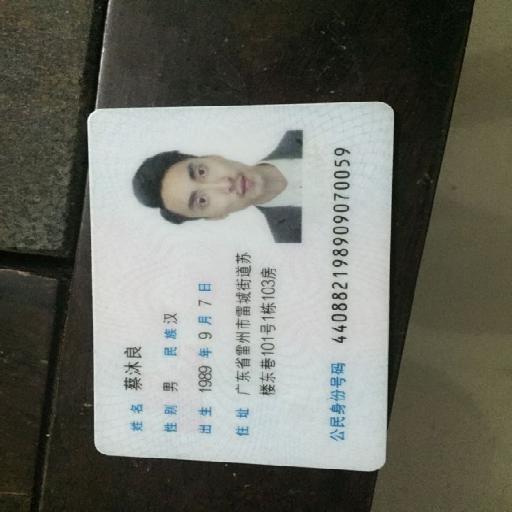 姓名 蔡沐良
性别 男 民族 汉
出生 1989 年 9 月 7 日
住址 广东省雷州市雷城街道苏
楼东巷101号1栋103房
公民身份号码 440882198909070059